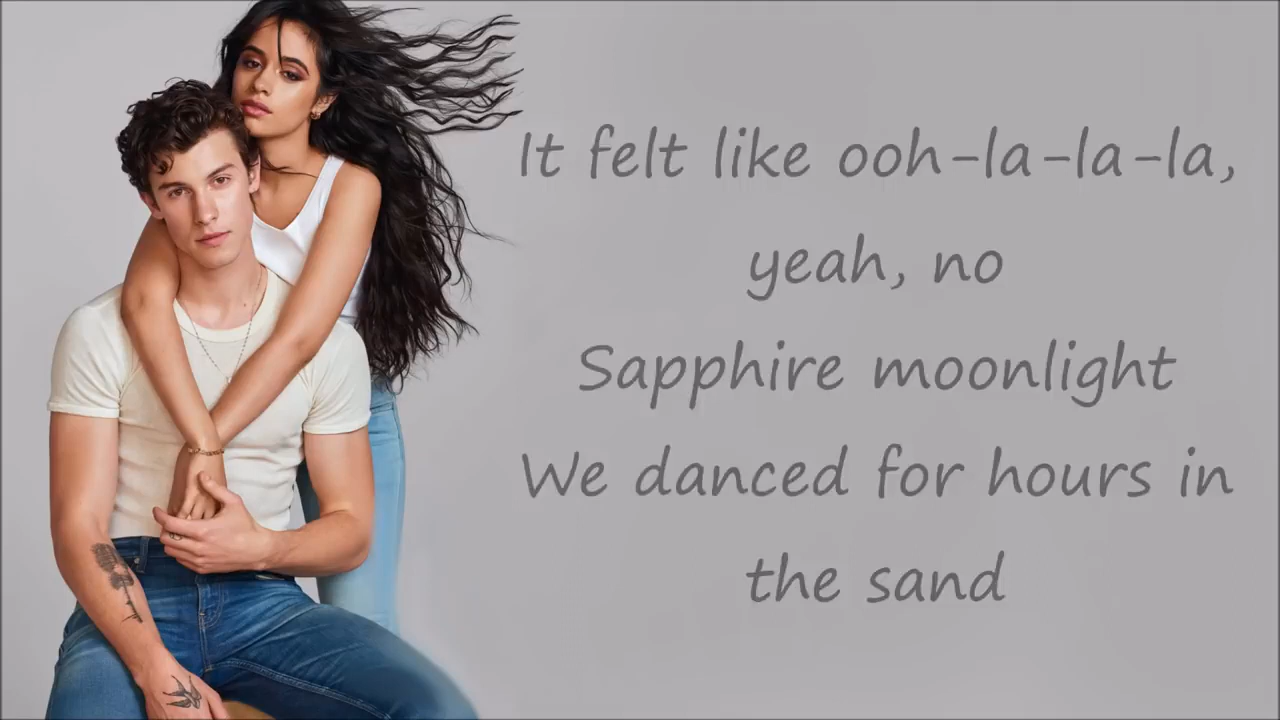 It felt like ooh-la-la-la,
yeah, no
Sapphire moonlight
We danced for hours in
the sand